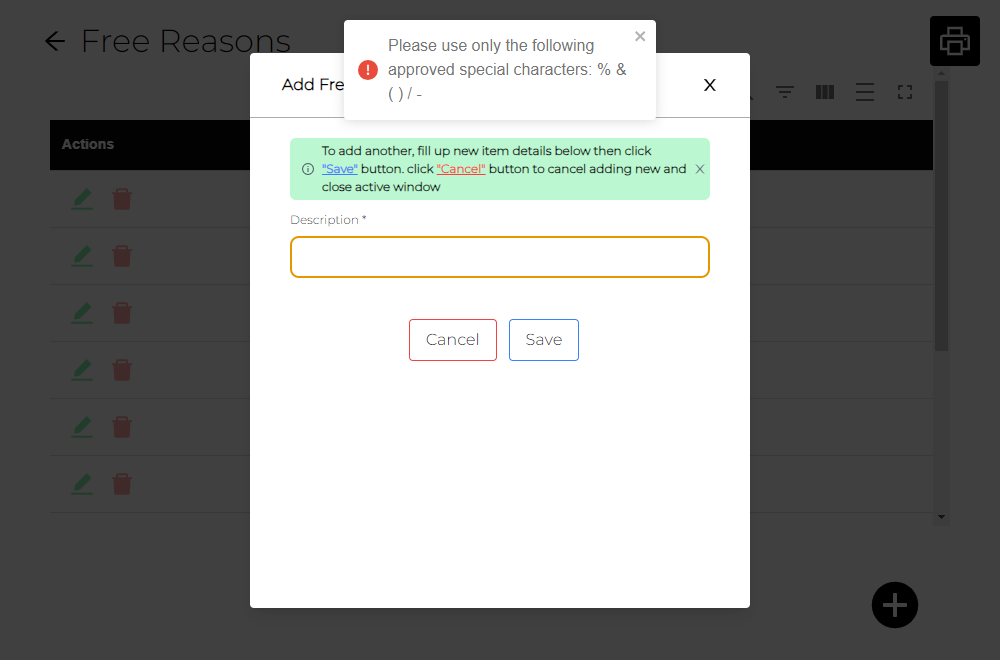 Free Reasons
Please use only the following
approved special characters: % &
( ) / -
Add Fre
X
Actions
To add another, fill up new item details below then click
"Save" button. click "Cancel" button to cancel adding new and
close active window
Description *
Cancel
Save